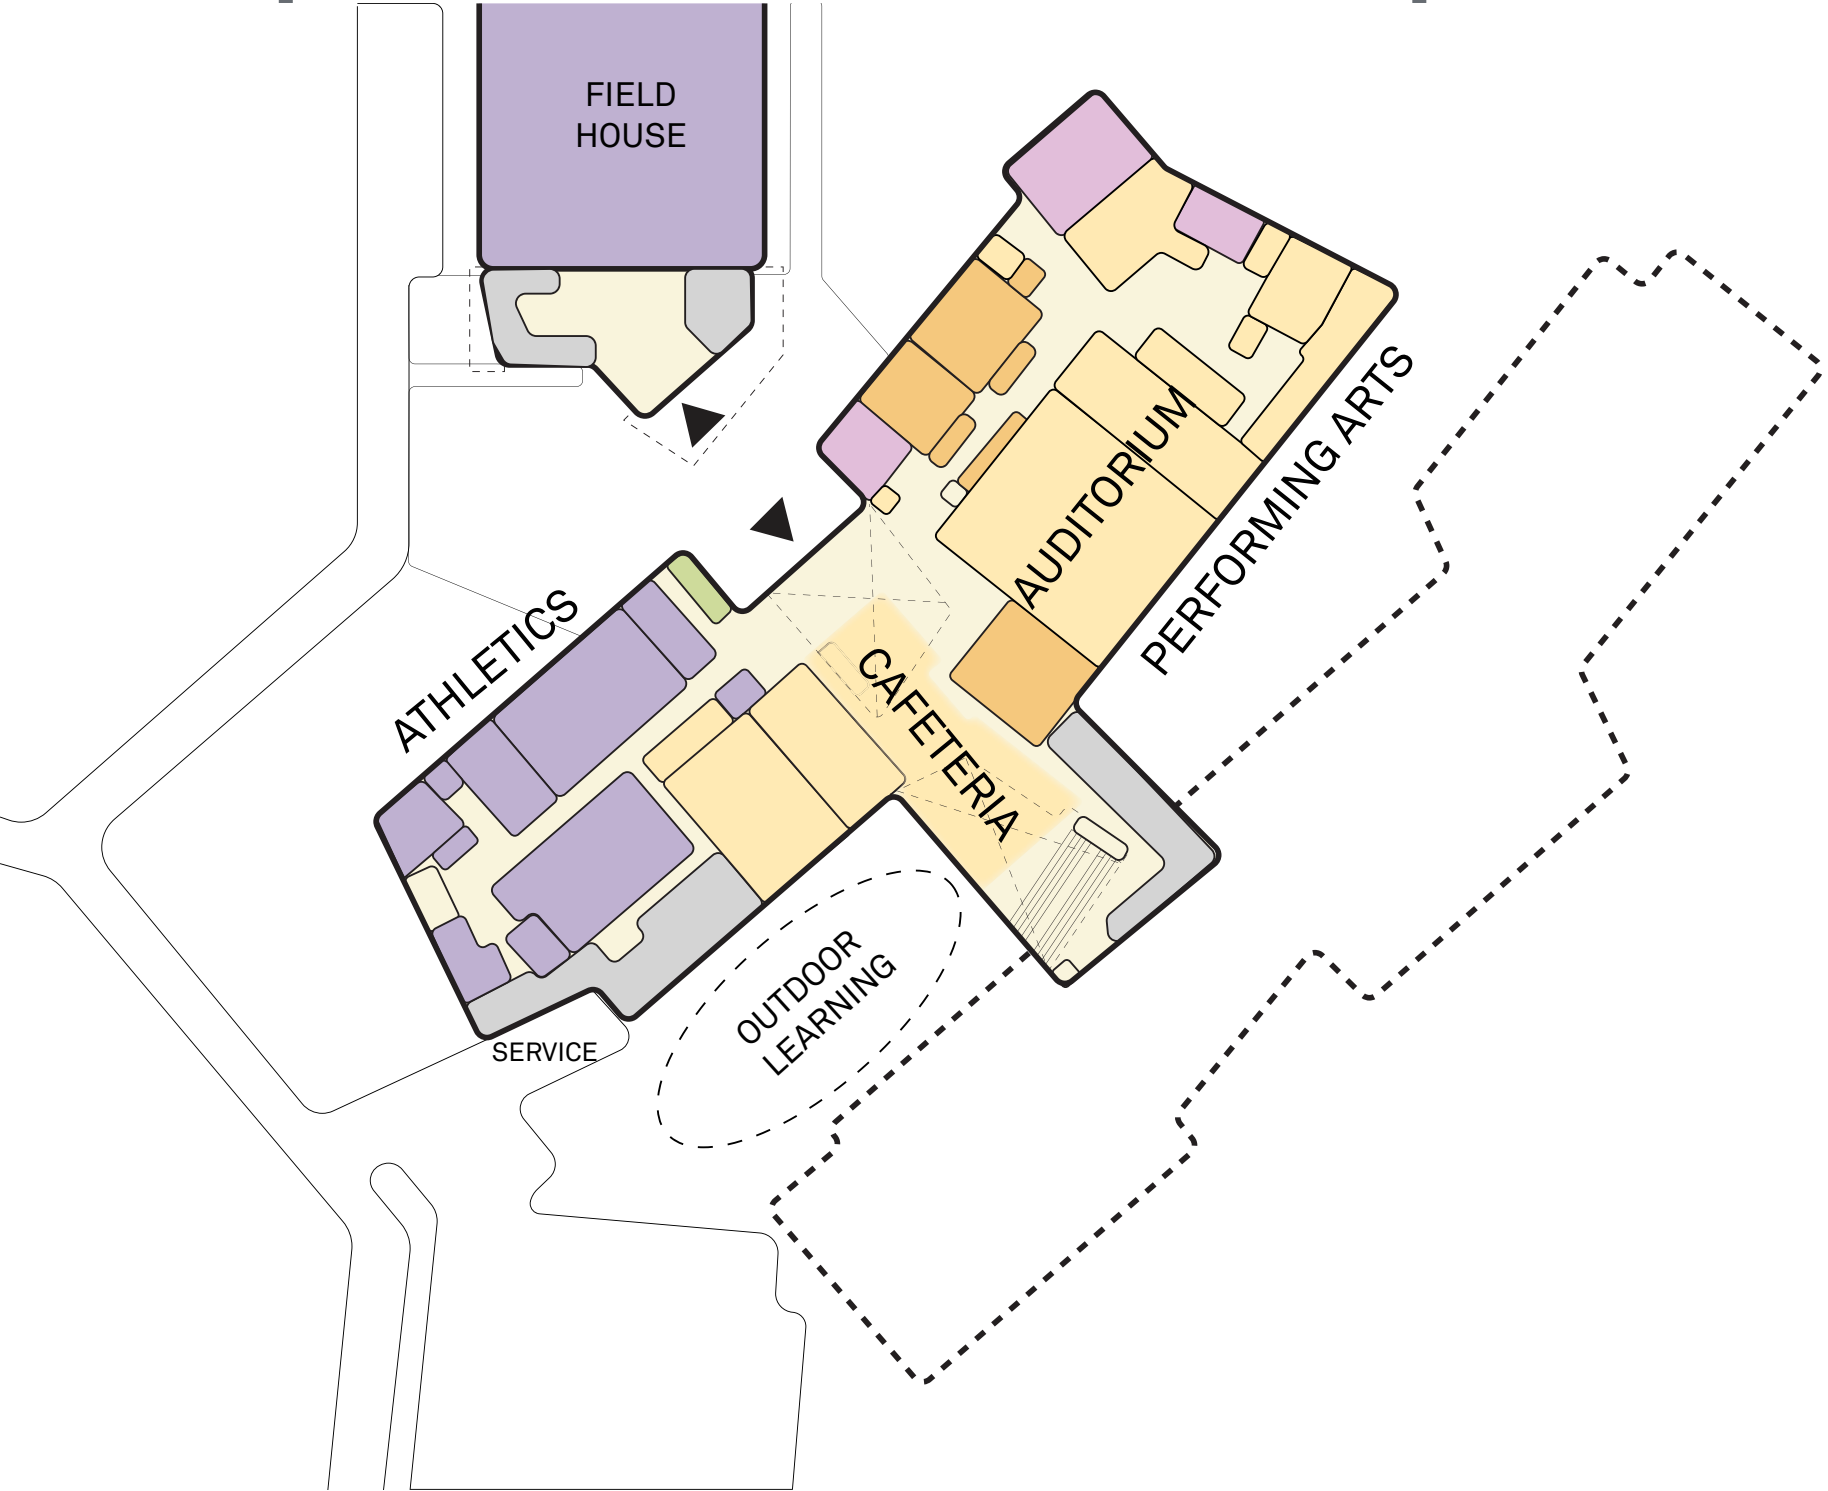 FIELD
HOUSE
AUDITORIUM
PERFORMING ARTS
ATHLETICS
CAFETERIA
OUTDOOR
LEARNING
SERVICE